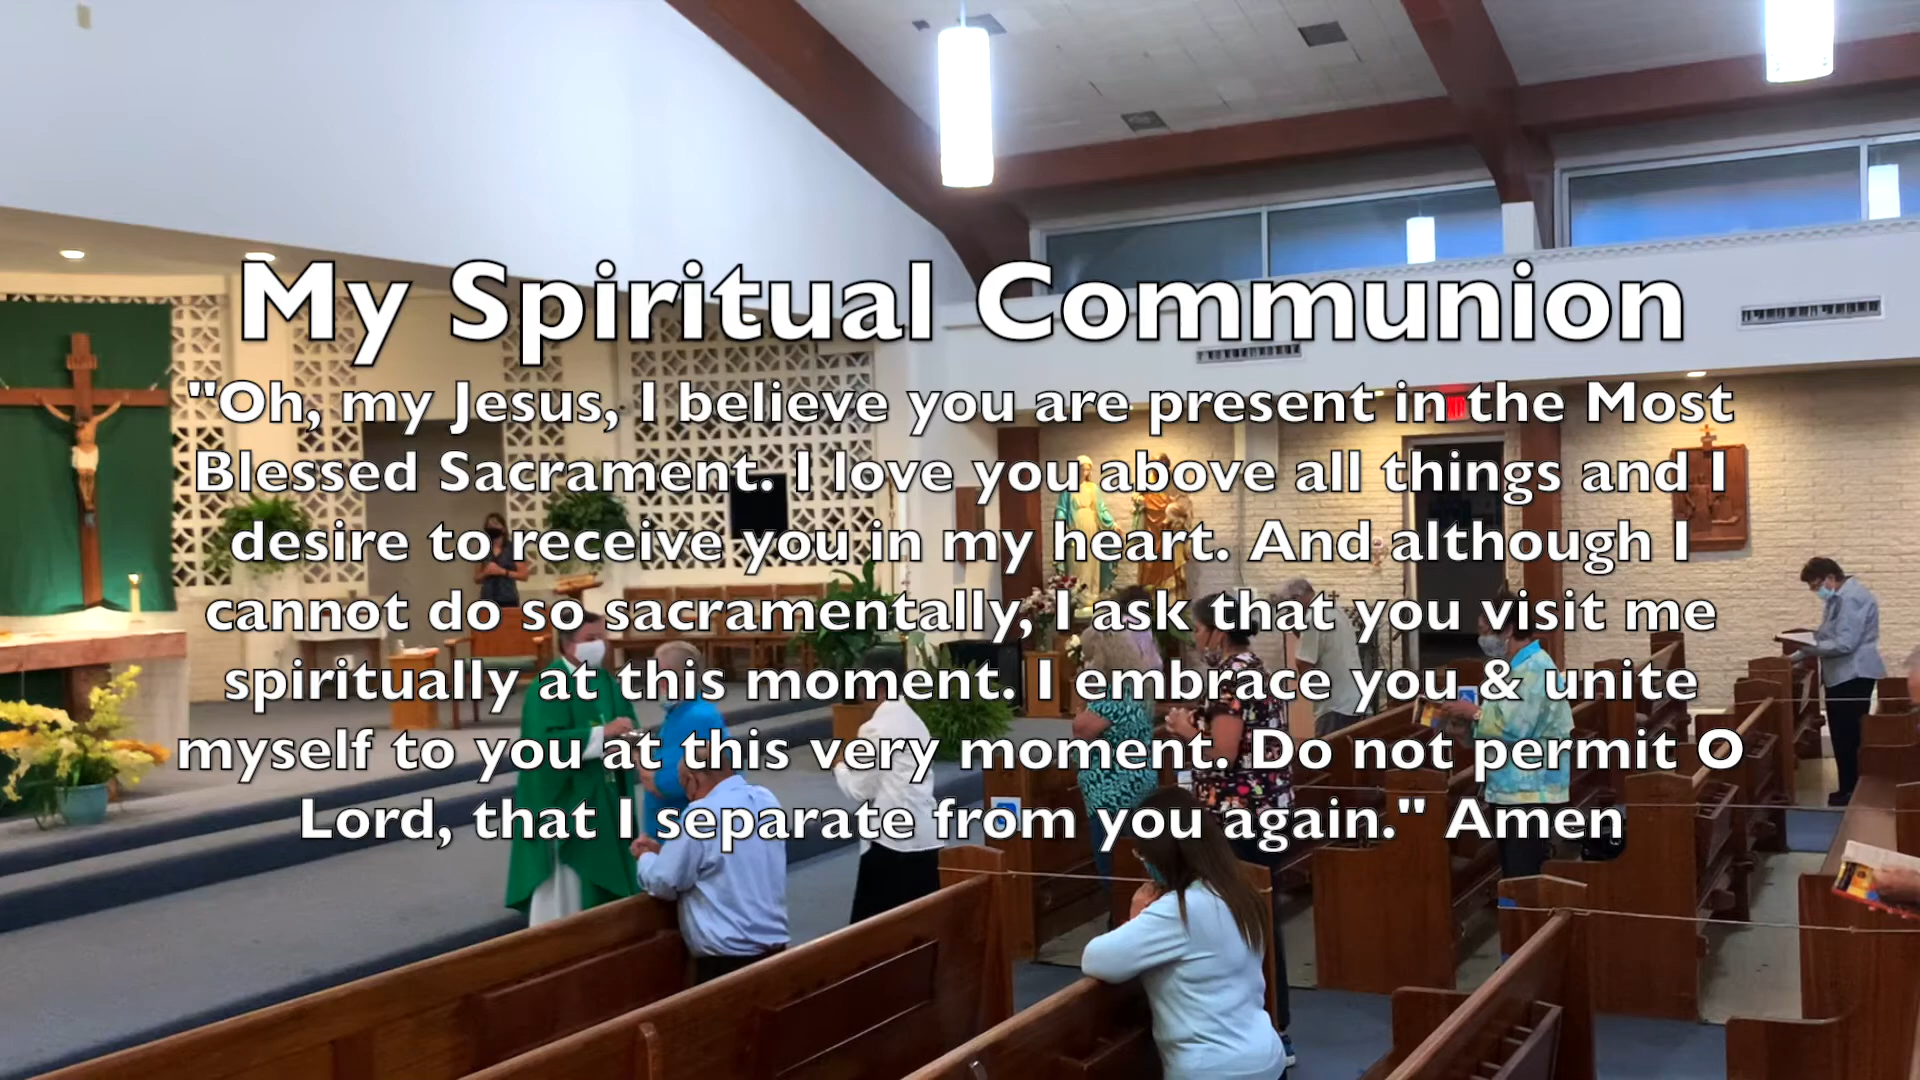 My Spiritual Communion
"Oh, my Jesus, I believe you are present in the Most
Blessed Sacrament. I love you above all things and I
desire to receive you in my heart. And although I
cannot do so sacramentally, I ask that you visit me
spiritually at this moment. I embrace you & unite
myself to you at this very moment. Do not permit O
Lord, that I separate from you again." Amen